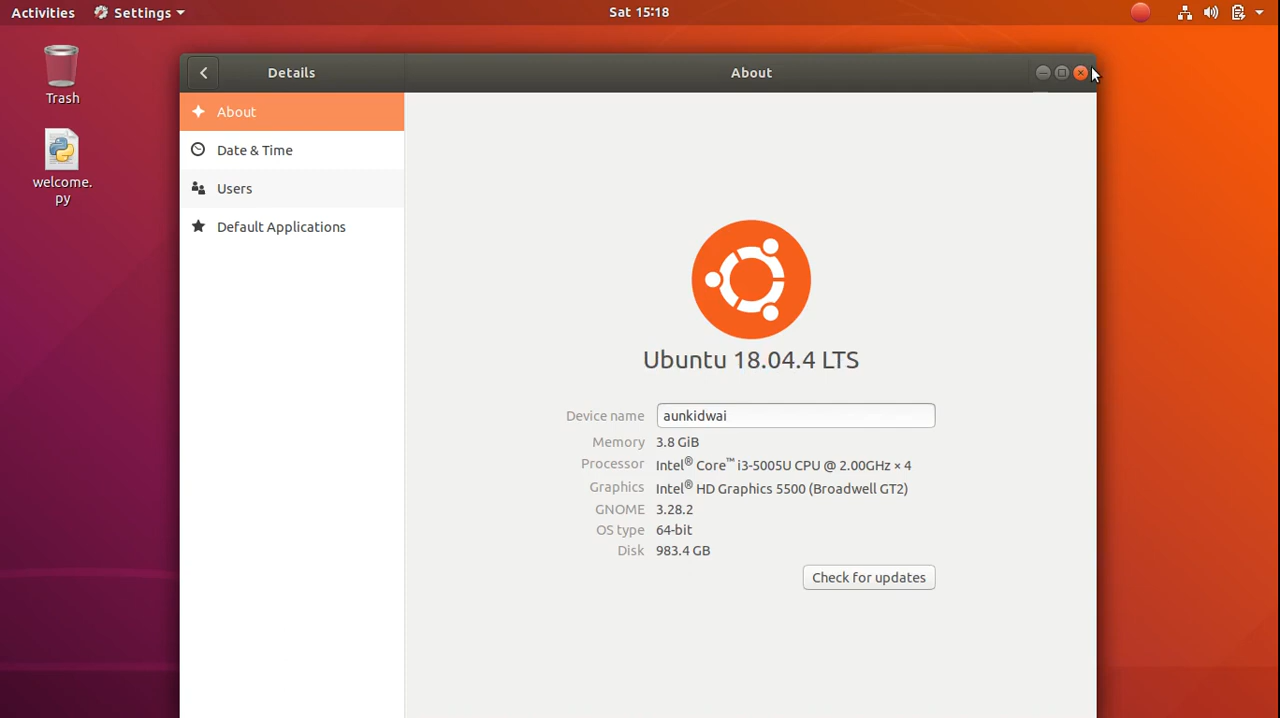 Activities Settings Sat 15:18
Trash
welcome.
py
Details About
About
Date & Time
Users
Default Applications
Ubuntu 18.04.4 LTS
Device name aunkidwai
Memory 3.8 GiB
Processor Intel® Core™ i3-5005U CPU @ 2.00GHz × 4
Graphics Intel® HD Graphics 5500 (Broadwell GT2)
GNOME 3.28.2
OS type 64-bit
Disk 983.4 GB
Check for updates